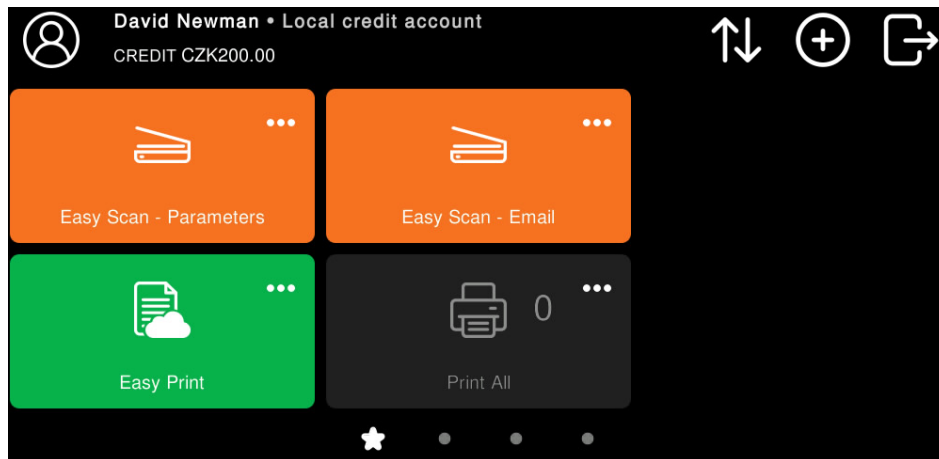 David Newman • Local credit account
CREDIT CZK200.00
Easy Scan - Parameters
Easy Scan - Email
Easy Print
0
Print All